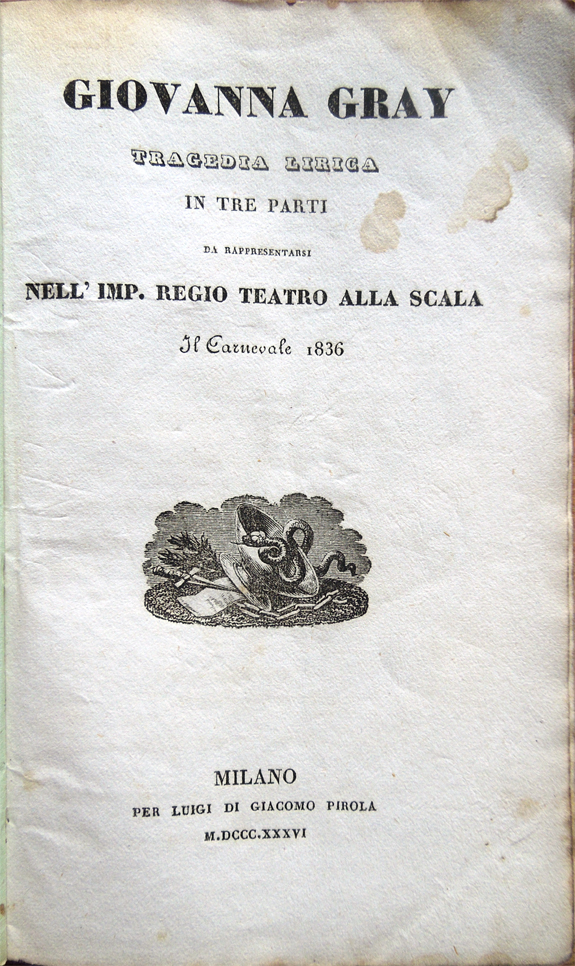 GIOVANNA GRAY
TRAGEDIA LIRICA
IN TRE PARTI
DA RAPPRESENTARSI
NELL' IMP. REGIO TEATRO ALLA SCALA
Il Carnevale 1836
MILANO
PER LUIGI DI GIACOMO PIROLA
M.DCCC.XXXVI